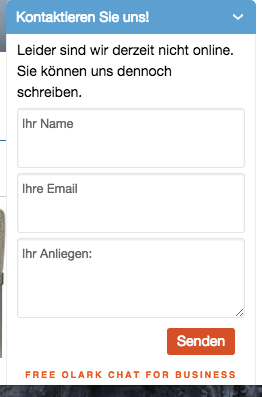 Kontaktieren Sie uns!
Leider sind wir derzeit nicht online.
Sie können uns dennoch
schreiben.
Ihr Name
Ihre Email
Ihr Anliegen:
Senden
FREE OLARK CHAT FOR BUSINESS